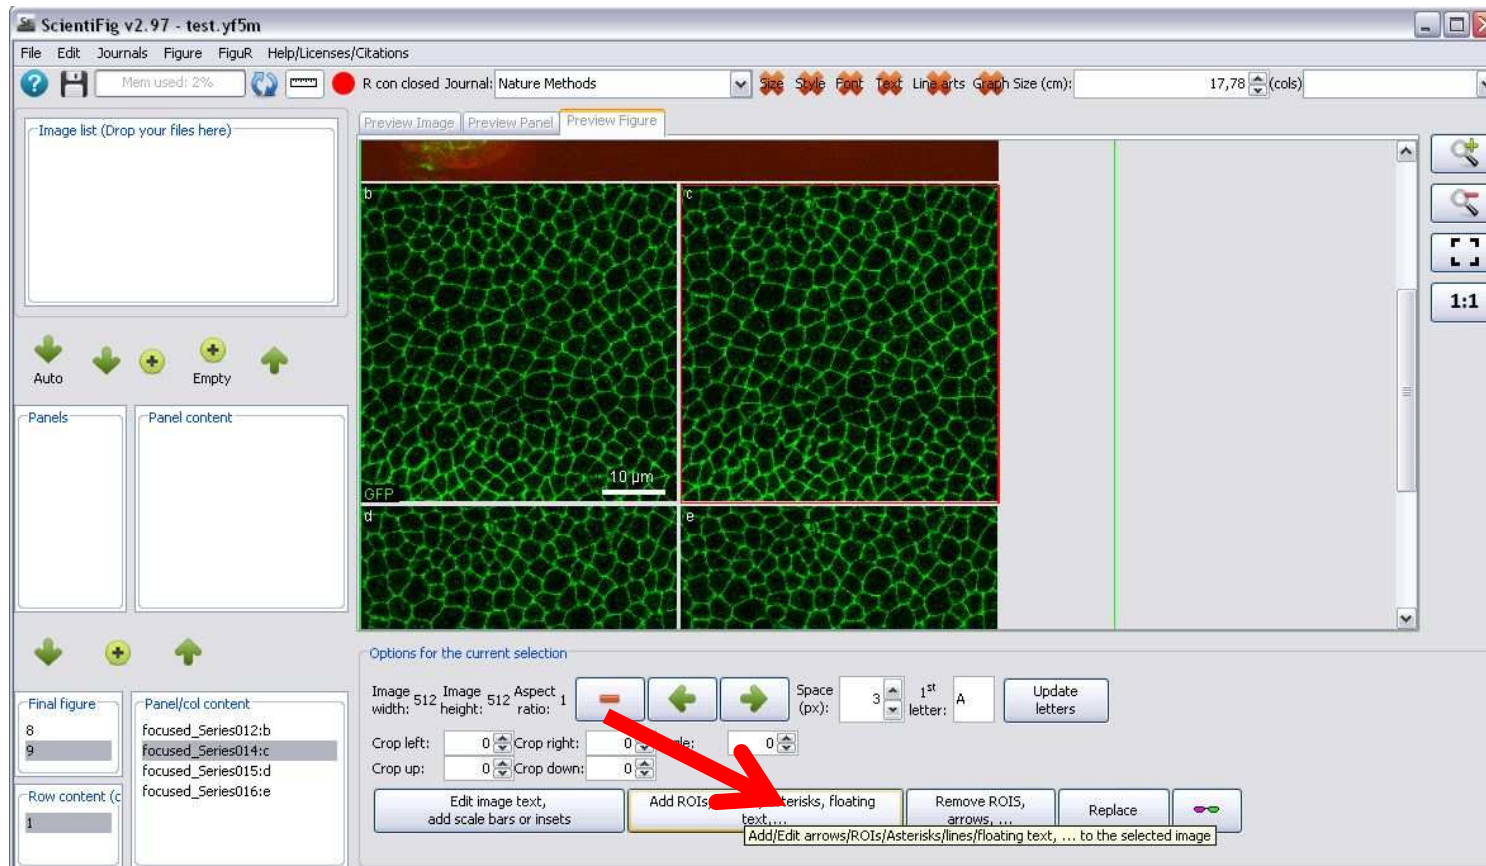 ScientiFig v2.97 - test.yf5m
File Edit Journals Figure FiguR Help/Licenses/Citations
Mem used: 2%
R con closed Journal: Nature Methods
Size Style Font Text Line arts Graph Size (cm): 17,78 (cols)
Image list (Drop your files here)
Preview Image Preview Panel Preview Figure
b
c
10 µm
GFP
d
e
1:1
Auto
Empty
Panels
Panel content
Final figure
8
9
Panel/col content
focused_Series012:b
focused_Series014:c
focused_Series015:d
focused_Series016:e
Row content (c
1
Options for the current selection
Image width: 512 Image height: 512 Aspect ratio: 1
Space (px): 3
1st letter: A
Update letters
Crop left: 0 Crop right: 0 0
Crop up: 0 Crop down: 0
Edit image text,
add scale bars or insets
Add ROIs, floating
text,...
Remove ROIS,
arrows, ...
Replace
Add/Edit arrows/ROIs/Asterisks/lines/floating text, ... to the selected image